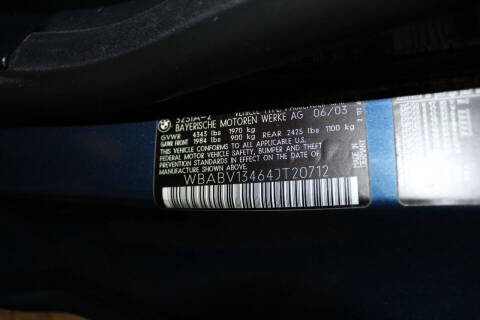 BMW
BAYERISCHE MOTOREN WERKE AG 06/03
GVWR 4343 lbs 1970 kg
GAWR FRONT 1984 lbs 900 kg REAR 2425 lbs 1100 kg
THIS VEHICLE CONFORMS TO ALL APPLICABLE U.S.
FEDERAL MOTOR VEHICLE SAFETY, BUMPER, AND THEFT
PREVENTION STANDARDS IN EFFECT ON THE DATE OF
MANUFACTURE SHOWN ABOVE.
WBABV13464JT20712